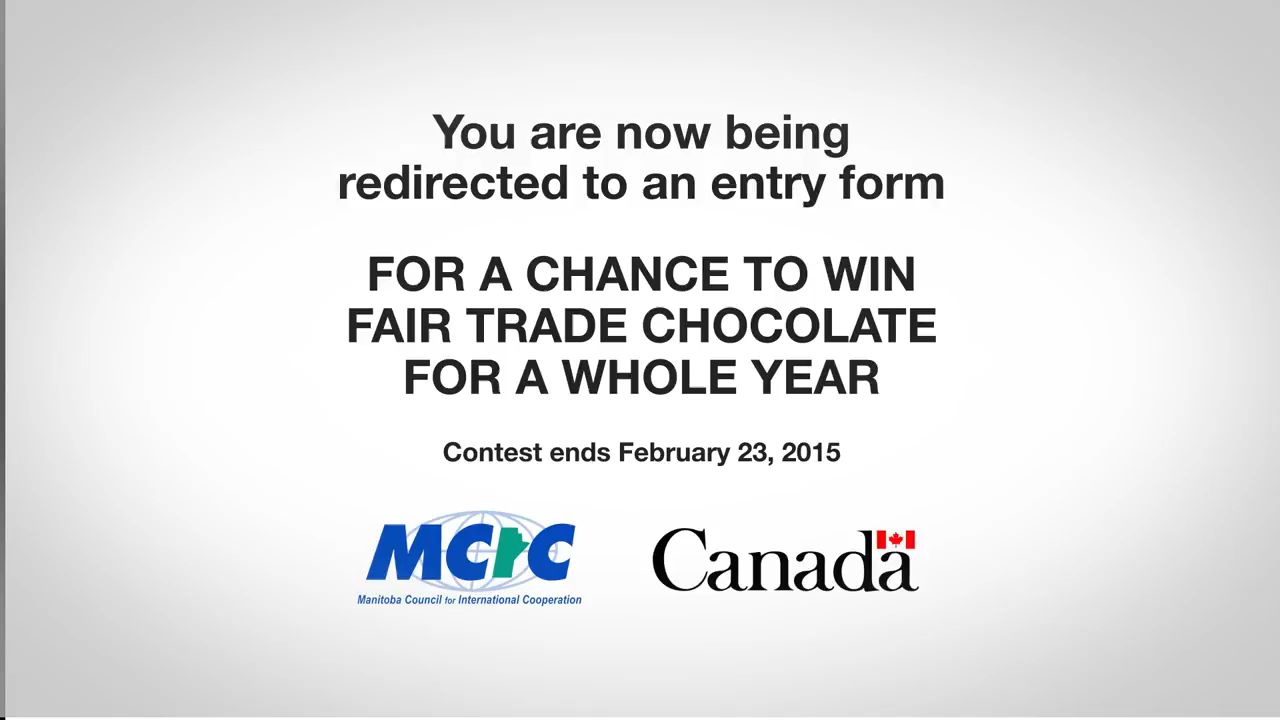 You are now being
redirected to an entry form
FOR A CHANCE TO WIN
FAIR TRADE CHOCOLATE
FOR A WHOLE YEAR
Contest ends February 23, 2015
MCIC
Manitoba Council for International Cooperation
Canada